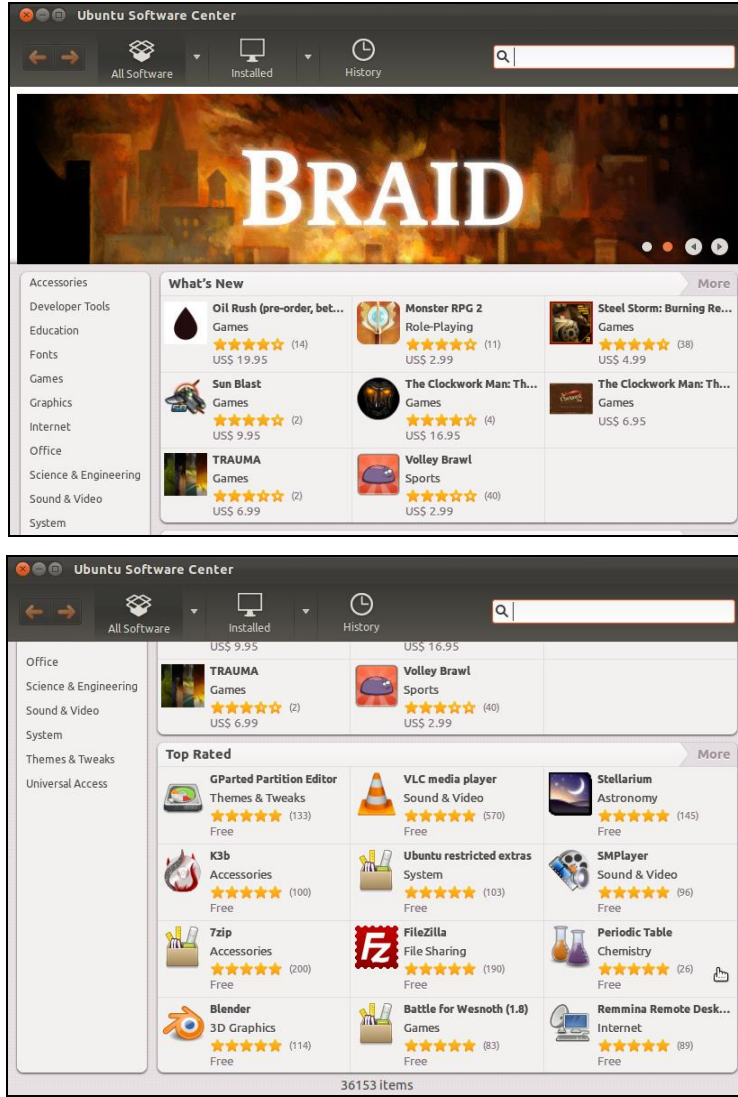 Ubuntu Software Center
All Software
Installed
History
BRAID
Accessories
Developer Tools
Education
Fonts
Games
Graphics
Internet
Office
Science & Engineering
Sound & Video
System
What's New
More
Oil Rush (pre-order, bet...
Games
(14)
US$ 19.95
Monster RPG 2
Role-Playing
(11)
US$ 2.99
Steel Storm: Burning Re...
Games
(38)
US$ 4.99
Sun Blast
Games
(2)
US$ 9.95
The Clockwork Man: Th...
Games
(4)
US$ 16.95
The Clockwork Man: Th...
Games
US$ 6.95
TRAUMA
Games
(2)
US$ 6.99
Volley Brawl
Sports
(40)
US$ 2.99
Ubuntu Software Center
All Software
Installed
History
Office
Science & Engineering
Sound & Video
System
Themes & Tweaks
Universal Access
US$ 9.95
US$ 16.95
TRAUMA
Games
(2)
US$ 6.99
Volley Brawl
Sports
(40)
US$ 2.99
Top Rated
More
GParted Partition Editor
Themes & Tweaks
(133)
Free
VLC media player
Sound & Video
(570)
Free
Stellarium
Astronomy
(145)
Free
K3b
Accessories
(100)
Free
Ubuntu restricted extras
System
(103)
Free
SMPlayer
Sound & Video
(96)
Free
7zip
Accessories
(200)
Free
Fz
FileZilla
File Sharing
(190)
Free
Periodic Table
Chemistry
(26)
Free
Blender
3D Graphics
(114)
Free
Battle for Wesnoth (1.8)
Games
(83)
Free
Remmina Remote Desk...
Internet
(89)
Free
36153 items